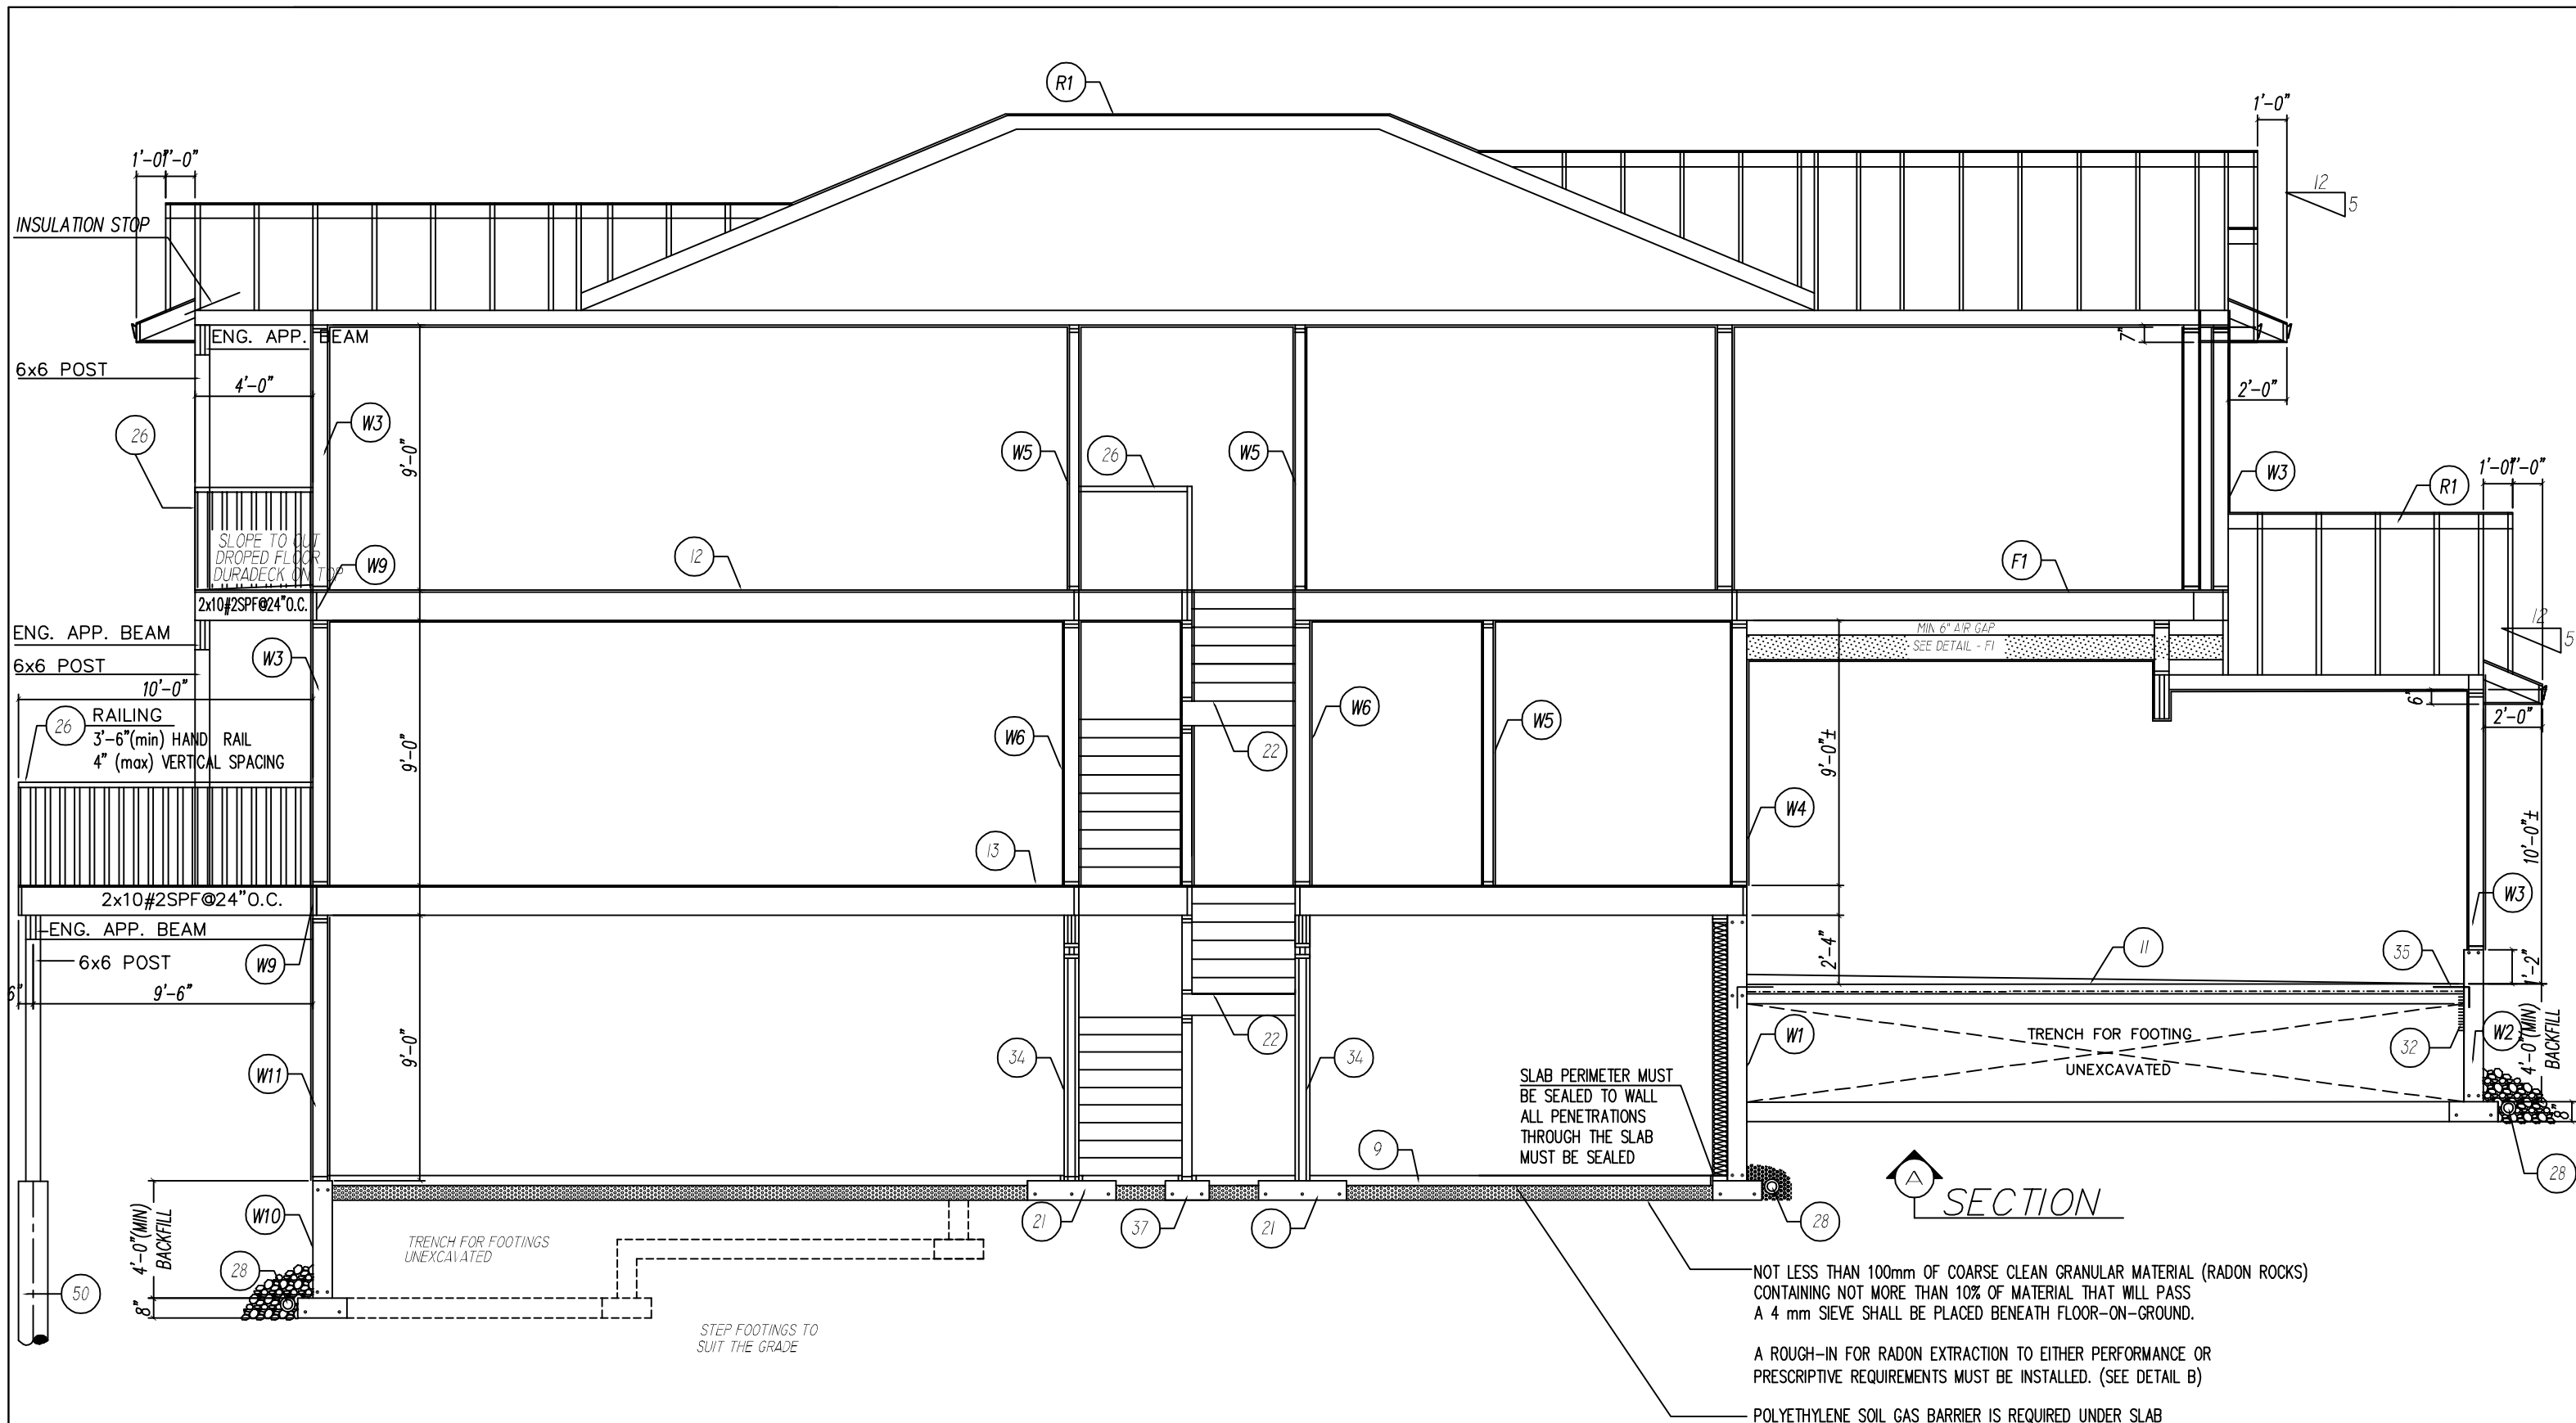 R1
1'-0"
1'-0"
1'-0"
12
5
INSULATION STOP
ENG. APP. BEAM
6x6 POST
4'-0"
7"
2'-0"
26
W3
9'-0"
W5
26
W5
W3
1'-0"
1'-0"
R1
SLOPE TO OUT
DROPED FLOOR
DURADECK ON TOP
W9
12
F1
2x10#2SPF@24"O.C.
ENG. APP. BEAM
6x6 POST
W3
MIN 6" AIR GAP
SEE DETAIL - F1
12
5
10'-0"
26
RAILING
3'-6"(min) HAND RAIL
4" (max) VERTICAL SPACING
W6
9'-0"
22
W6
W5
9'-0"±
6"
2'-0"
W4
10'-0"±
13
2x10#2SPF@24"O.C.
ENG. APP. BEAM
W9
6x6 POST
6"
9'-6"
2'-4"
11
35
W3
1'-2"
22
W11
9'-0"
34
34
W1
TRENCH FOR FOOTING
UNEXCAVATED
32
W2
4'-0"(MIN)
BACKFILL
8"
SLAB PERIMETER MUST
BE SEALED TO WALL
ALL PENETRATIONS
THROUGH THE SLAB
MUST BE SEALED
9
A
SECTION
28
W10
4'-0"(MIN)
BACKFILL
8"
28
50
TRENCH FOR FOOTINGS
UNEXCAVATED
21
37
21
28
STEP FOOTINGS TO
SUIT THE GRADE
NOT LESS THAN 100mm OF COARSE CLEAN GRANULAR MATERIAL (RADON ROCKS)
CONTAINING NOT MORE THAN 10% OF MATERIAL THAT WILL PASS
A 4 mm SIEVE SHALL BE PLACED BENEATH FLOOR-ON-GROUND.
A ROUGH-IN FOR RADON EXTRACTION TO EITHER PERFORMANCE OR
PRESCRIPTIVE REQUIREMENTS MUST BE INSTALLED. (SEE DETAIL B)
POLYETHYLENE SOIL GAS BARRIER IS REQUIRED UNDER SLAB